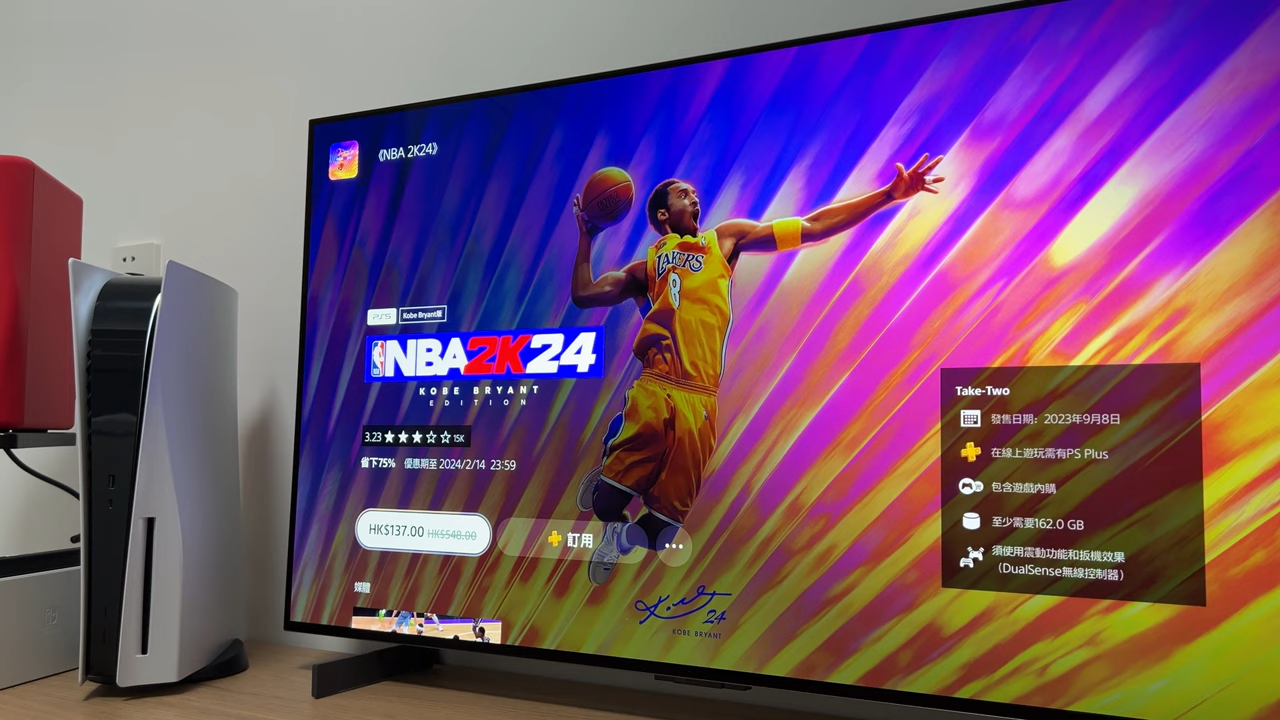 《NBA 2K24》
PS5 Kobe Bryant版
NBA 2K24
KOBE BRYANT
EDITION
3.23 15K
省下75% 優惠期至 2024/2/14 23:59
HK$137.00 HK$548.00
訂用
媒體
LAKERS
8
24
KOBE BRYANT
Take-Two
發售日期：2023年9月8日
在線上遊玩需有PS Plus
包含遊戲內購
至少需要162.0 GB
須使用震動功能和扳機效果
（DualSense無線控制器）